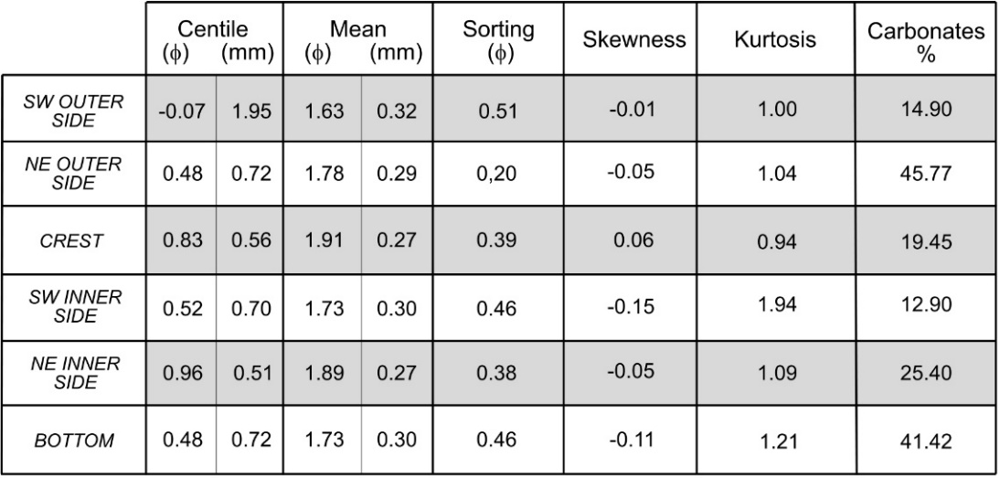 Centile Mean Sorting Skewness Kurtosis Carbonates
(ϕ) (mm) (ϕ) (mm) (ϕ) %
SW OUTER
SIDE -0.07 1.95 1.63 0.32 0.51 -0.01 1.00 14.90
NE OUTER
SIDE 0.48 0.72 1.78 0.29 0,20 -0.05 1.04 45.77
CREST 0.83 0.56 1.91 0.27 0.39 0.06 0.94 19.45
SW INNER
SIDE 0.52 0.70 1.73 0.30 0.46 -0.15 1.94 12.90
NE INNER
SIDE 0.96 0.51 1.89 0.27 0.38 -0.05 1.09 25.40
BOTTOM 0.48 0.72 1.73 0.30 0.46 -0.11 1.21 41.42